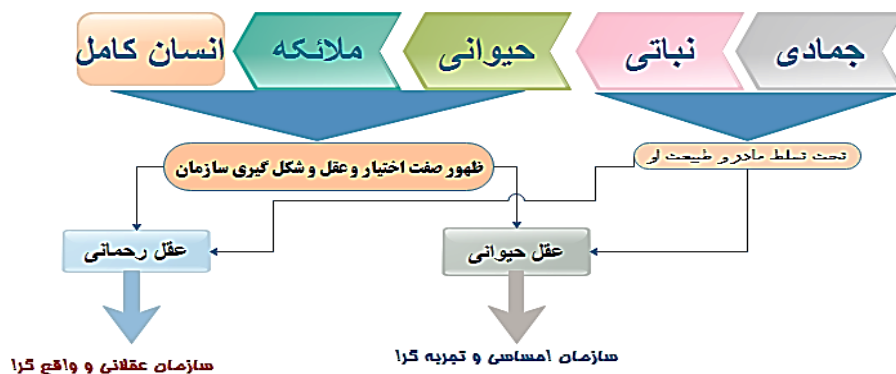 جمادی
نباتی
حیوانی
ملائکه
انسان کامل
تحت تسلط مادر و طبیعت او
ظهور صفت اختیار و عقل و شکل گیری سازمان
عقل حیوانی
عقل رحمانی
سازمان احساسی و تجربه گرا
سازمان عقلانی و واقع گرا